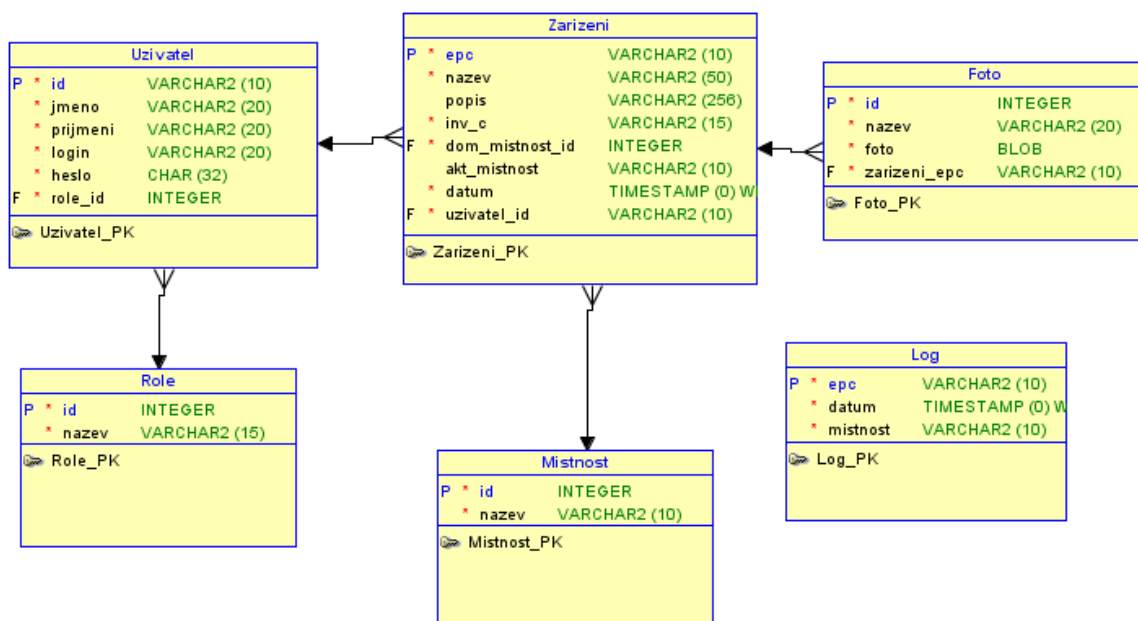 Uzivatel
P * id VARCHAR2 (10)
* jmeno VARCHAR2 (20)
* prijmeni VARCHAR2 (20)
* login VARCHAR2 (20)
* heslo CHAR (32)
F * role_id INTEGER
Uzivatel_PK
Zarizeni
P * epc VARCHAR2 (10)
* nazev VARCHAR2 (50)
popis VARCHAR2 (256)
* inv_c VARCHAR2 (15)
F * dom_mistnost_id INTEGER
akt_mistnost VARCHAR2 (10)
* datum TIMESTAMP (0) W
F * uzivatel_id VARCHAR2 (10)
Zarizeni_PK
Foto
P * id INTEGER
* nazev VARCHAR2 (20)
* foto BLOB
F * zarizeni_epc VARCHAR2 (10)
Foto_PK
Role
P * id INTEGER
* nazev VARCHAR2 (15)
Role_PK
Mistnost
P * id INTEGER
* nazev VARCHAR2 (10)
Mistnost_PK
Log
P * epc VARCHAR2 (10)
* datum TIMESTAMP (0) W
* mistnost VARCHAR2 (10)
Log_PK